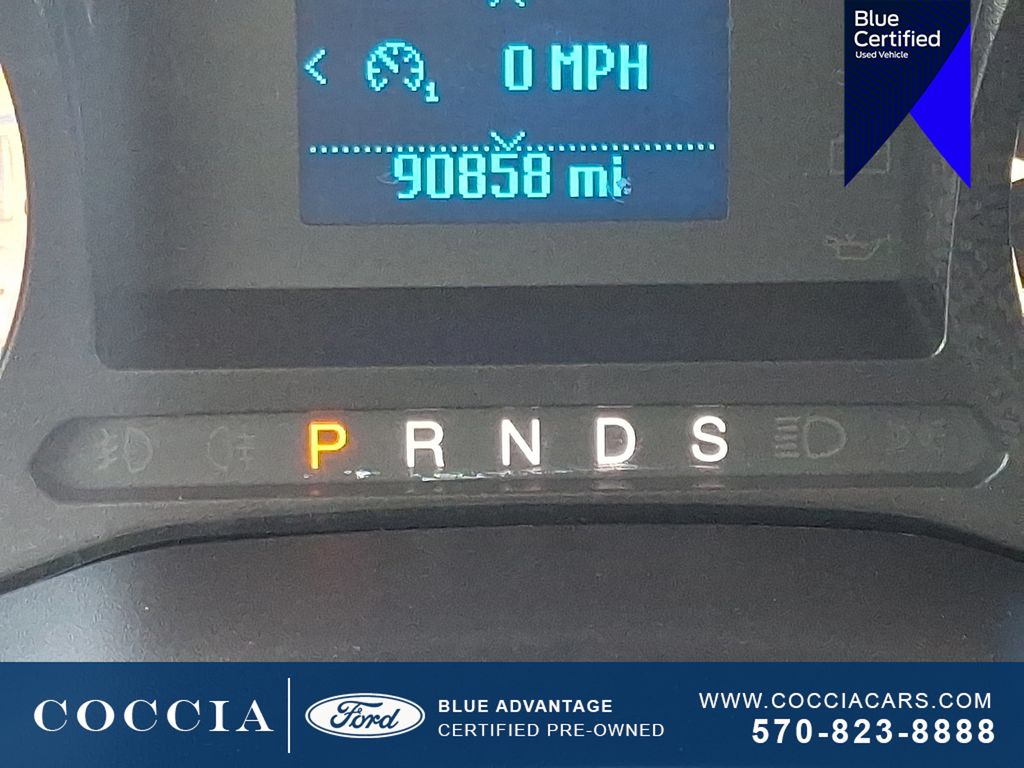 Blue
Certified
Used Vehicle
0 MPH
1
90858 mi
P R N D S
COCCIA
Ford
BLUE ADVANTAGE
CERTIFIED PRE-OWNED
WWW.COCCIACARS.COM
570-823-8888